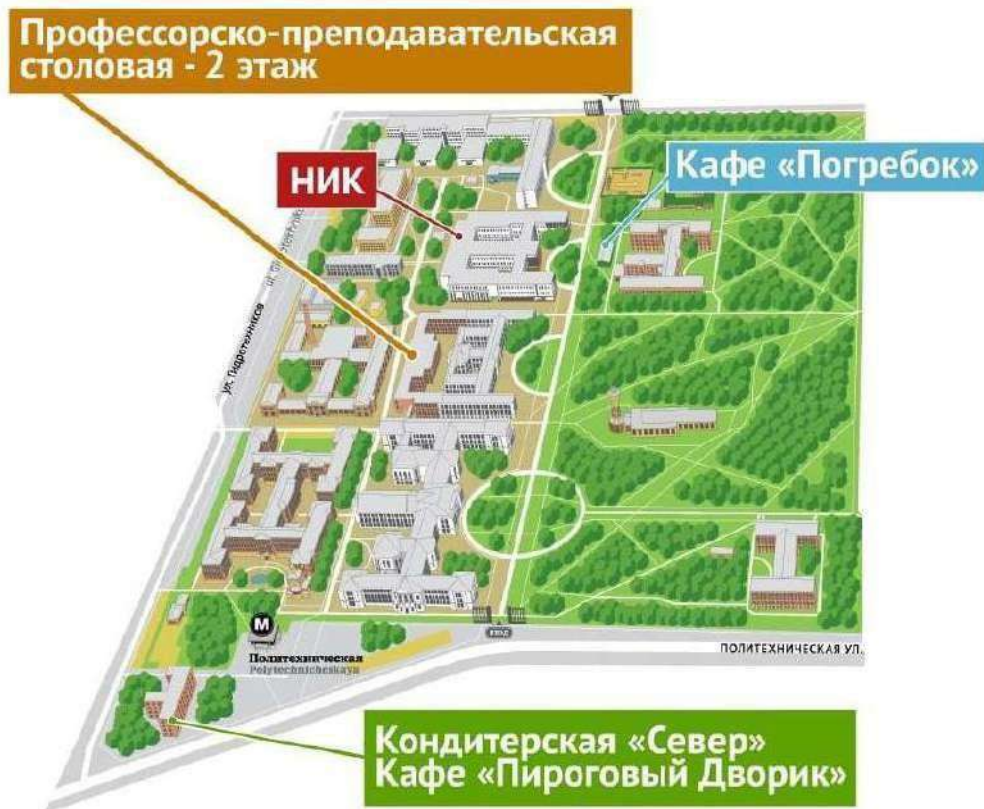 Профессорско-преподавательская
столовая - 2 этаж
НИК
Кафе «Погребок»
ул. Гидротехников
М
Политехническая
Polytechnicheskaya
ВХОД
ПОЛИТЕХНИЧЕСКАЯ УЛ.
Кондитерская «Север»
Кафе «Пироговый Дворик»